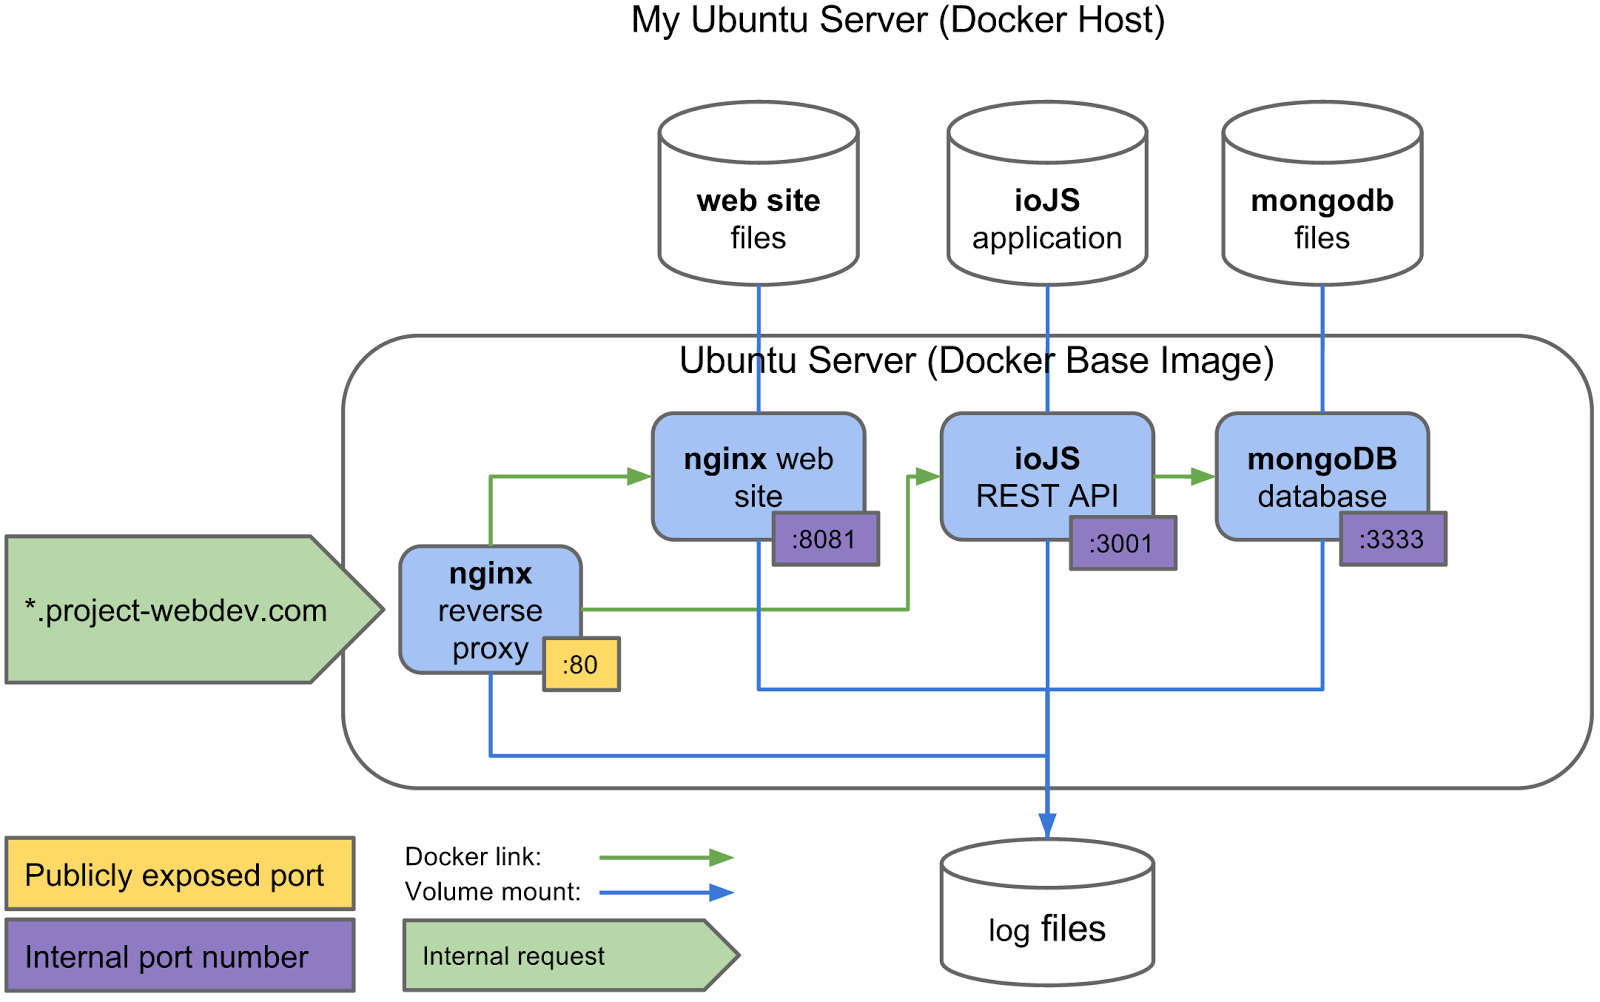 My Ubuntu Server (Docker Host)
web site
files
ioJS
application
mongodb
files
Ubuntu Server (Docker Base Image)
nginx web
site
:8081
ioJS
REST API
:3001
mongoDB
database
:3333
*.project-webdev.com
nginx
reverse
proxy
:80
Publicly exposed port
Internal port number
Docker link:
Volume mount:
Internal request
log files